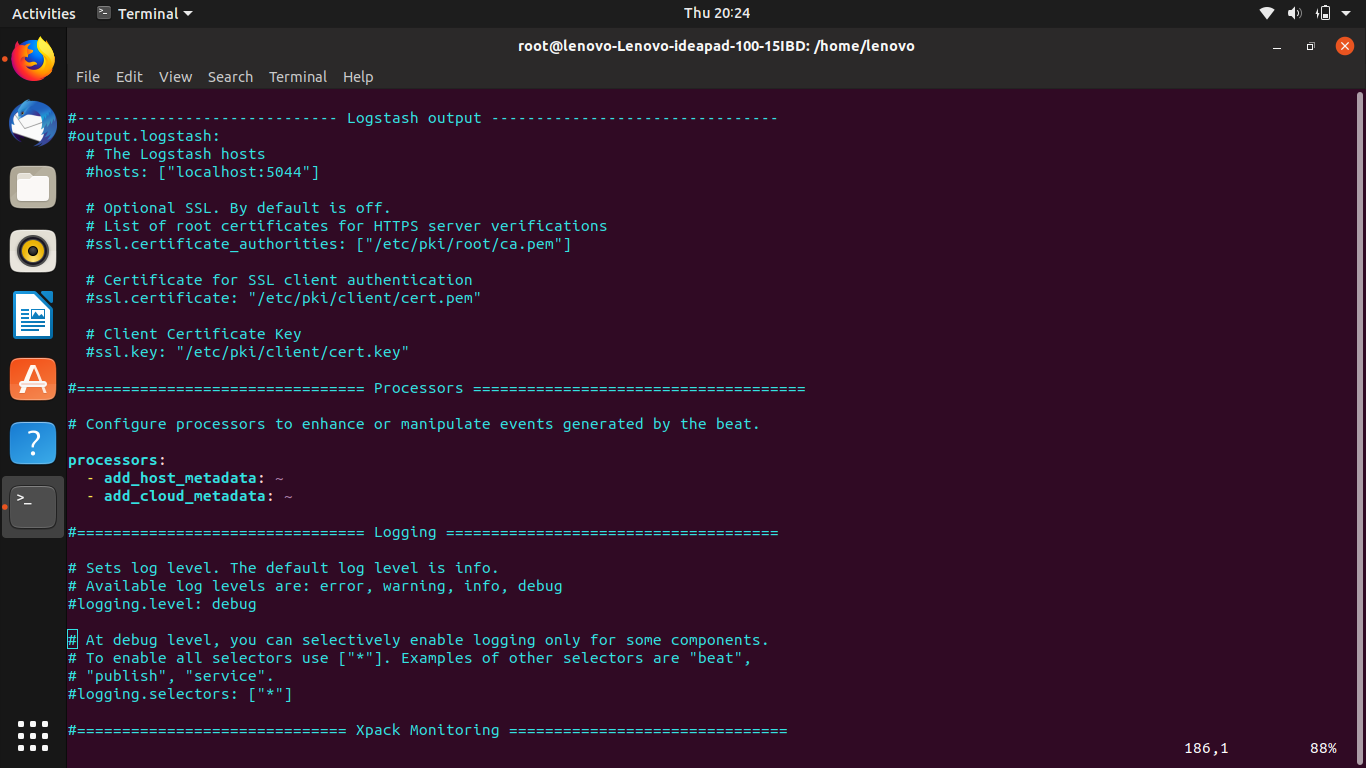 Activities
Terminal
Thu 20:24
root@lenovo-Lenovo-ideapad-100-15IBD: /home/lenovo
File Edit View Search Terminal Help
#----------------------------- Logstash output --------------------------------
#output.logstash:
  # The Logstash hosts
  #hosts: ["localhost:5044"]
  # Optional SSL. By default is off.
  # List of root certificates for HTTPS server verifications
  #ssl.certificate_authorities: ["/etc/pki/root/ca.pem"]
  # Certificate for SSL client authentication
  #ssl.certificate: "/etc/pki/client/cert.pem"
  # Client Certificate Key
  #ssl.key: "/etc/pki/client/cert.key"
#================================ Processors =====================================
# Configure processors to enhance or manipulate events generated by the beat.
processors:
  - add_host_metadata: ~
  - add_cloud_metadata: ~
#================================ Logging =====================================
# Sets log level. The default log level is info.
# Available log levels are: error, warning, info, debug
#logging.level: debug
# At debug level, you can selectively enable logging only for some components.
# To enable all selectors use ["*"]. Examples of other selectors are "beat",
# "publish", "service".
#logging.selectors: ["*"]
#============================== Xpack Monitoring ===============================
186,1 88%